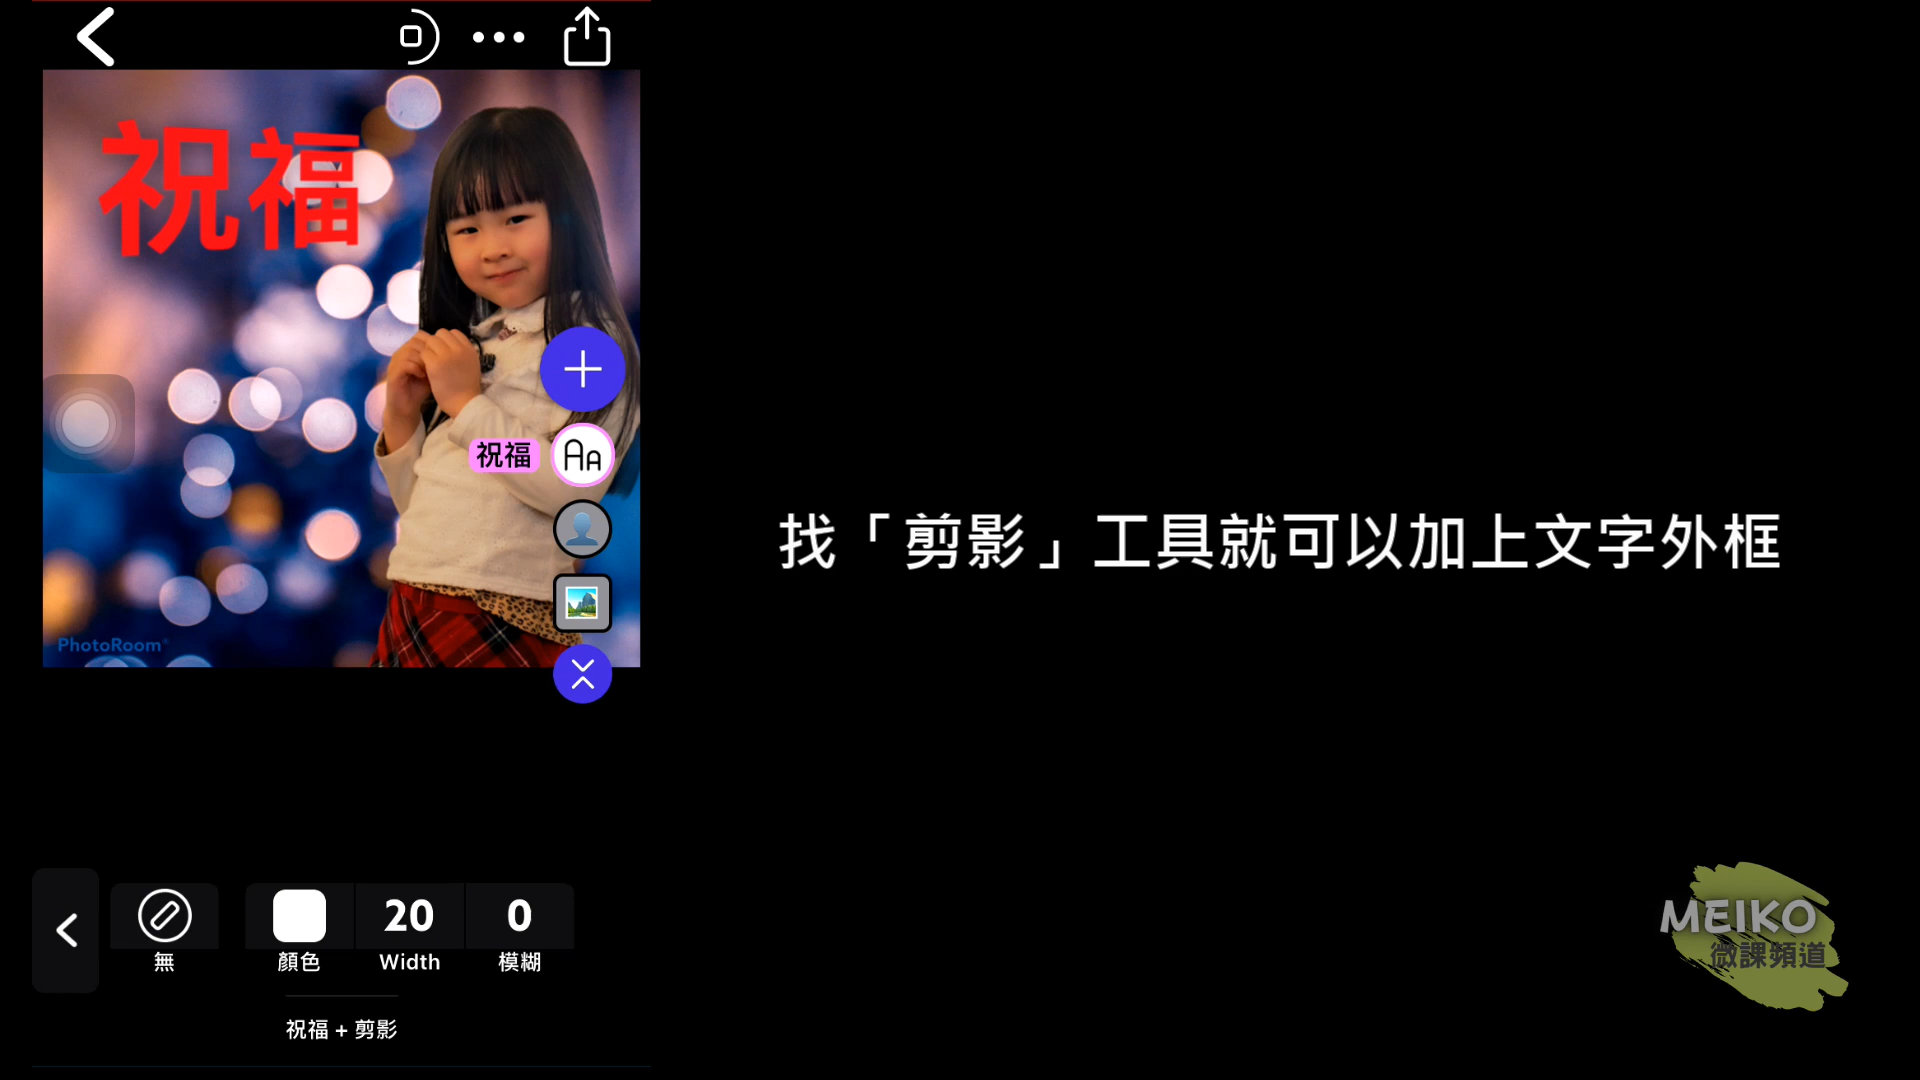 祝福
祝福
AA
PhotoRoom®
找「剪影」工具就可以加上文字外框
20
0
無
顏色
Width
模糊
祝福 + 剪影
MEIKO
微課頻道